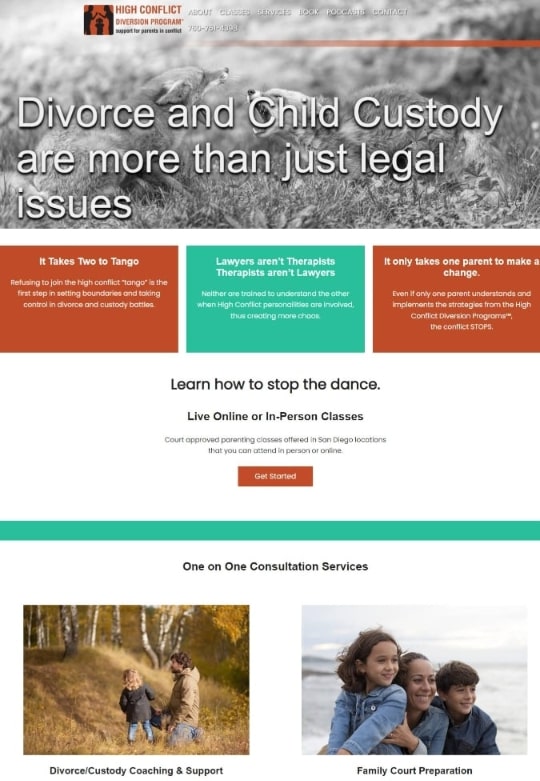 HIGH CONFLICT
DIVERSION PROGRAM™
support for parents in conflict
ABOUT CLASSES SERVICES BOOK PODCASTS CONTACT
Divorce and Child Custody
are more than just legal
issues
It Takes Two to Tango
Refusing to join the high conflict "tango" is the
first step in setting boundaries and taking
control in divorce and custody battles.
Lawyers aren't Therapists
Therapists aren't Lawyers
Neither are trained to understand the other
when High Conflict personalities are involved,
thus creating more chaos.
It only takes one parent to make a
change.
Even if only one parent understands and
implements the strategies from the High
Conflict Diversion Program℠,
the conflict STOPS.
Learn how to stop the dance.
Live Online or In-Person Classes
Court approved parenting classes offered in San Diego locations
that you can attend in person or online.
Get Started
One on One Consultation Services
Divorce/Custody Coaching & Support
Family Court Preparation